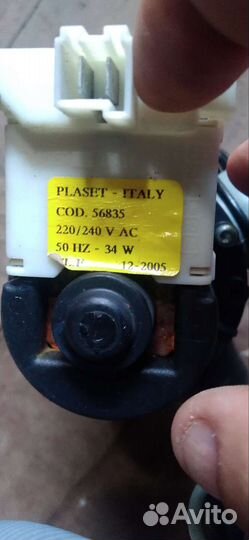 PLASET - ITALY
COD. 56835
220/240 V AC
50 HZ - 34 W
12-2005
Avito